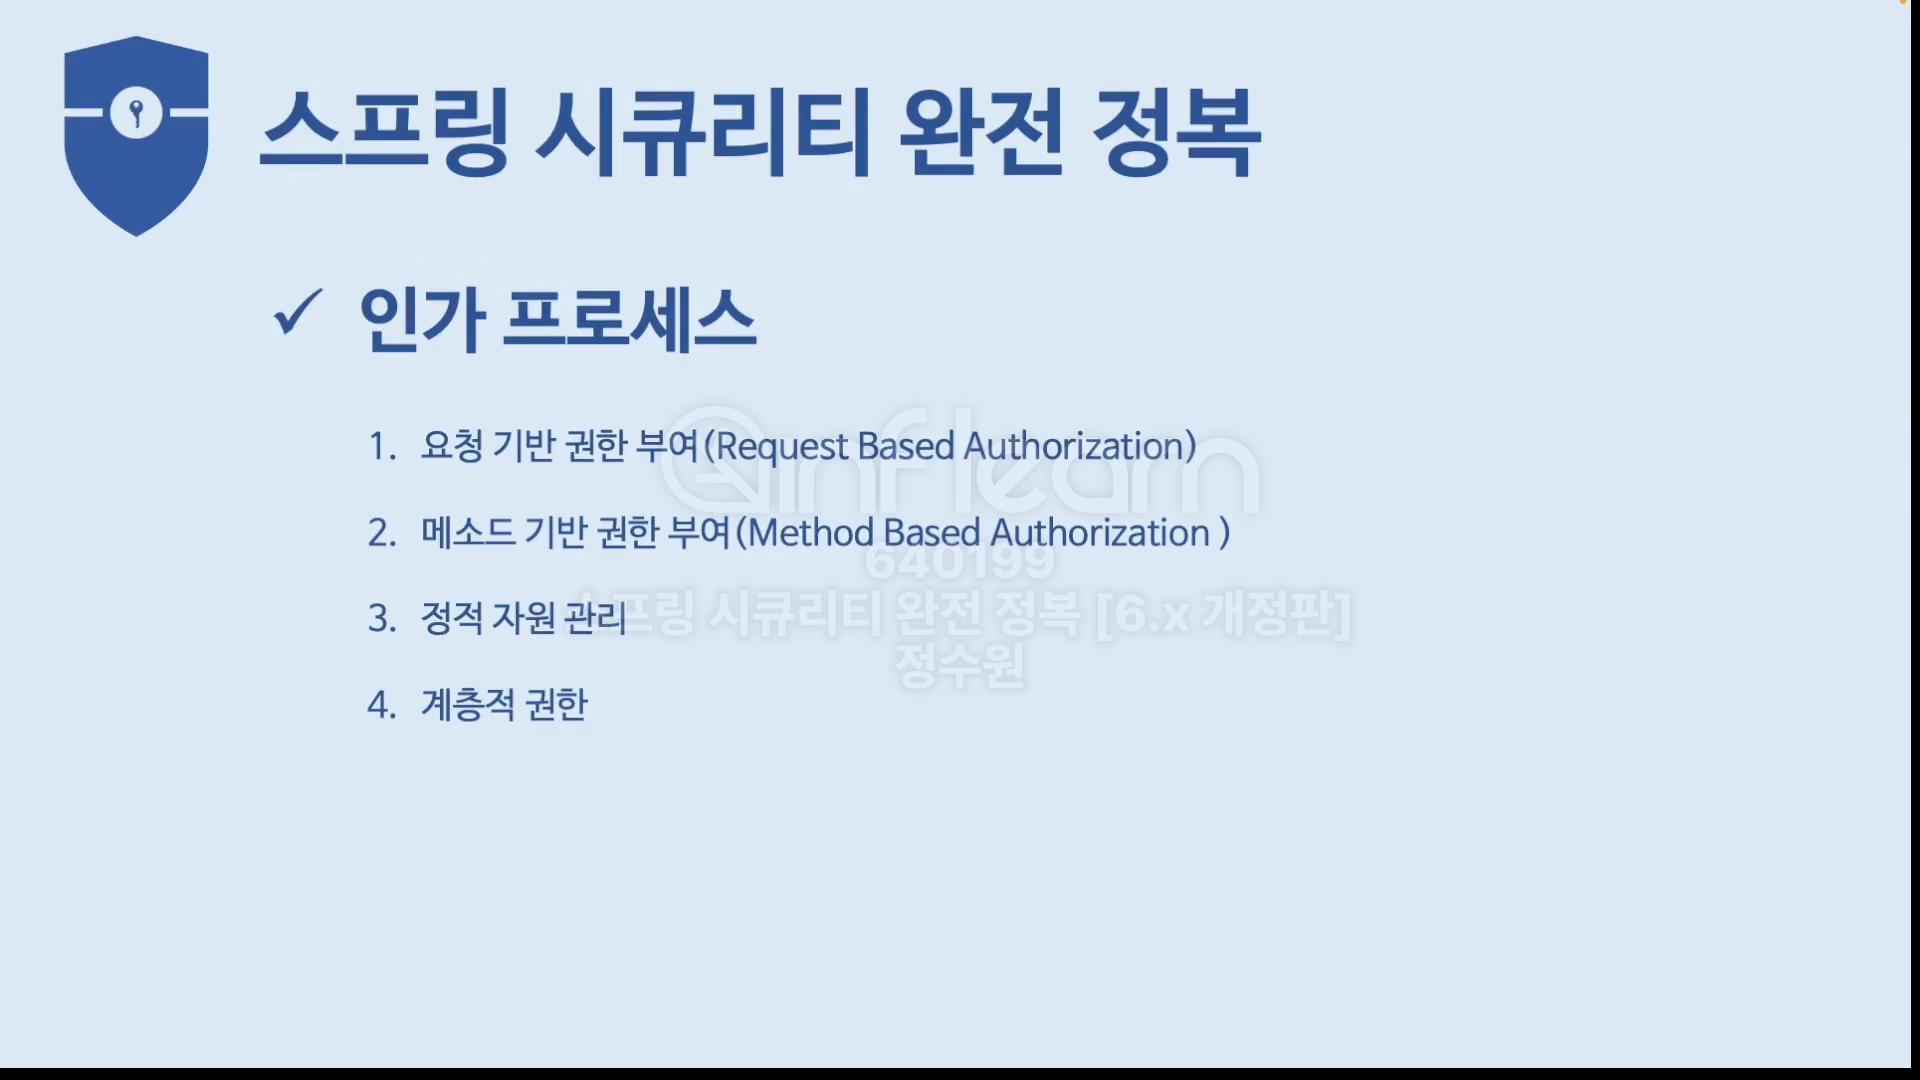 스프링 시큐리티 완전 정복
✓ 인가 프로세스
1. 요청 기반 권한 부여(Request Based Authorization)
2. 메소드 기반 권한 부여(Method Based Authorization )
3. 정적 자원 관리
4. 계층적 권한
inflearn
640199
스프링 시큐리티 완전 정복 [6.x 개정판]
정수원